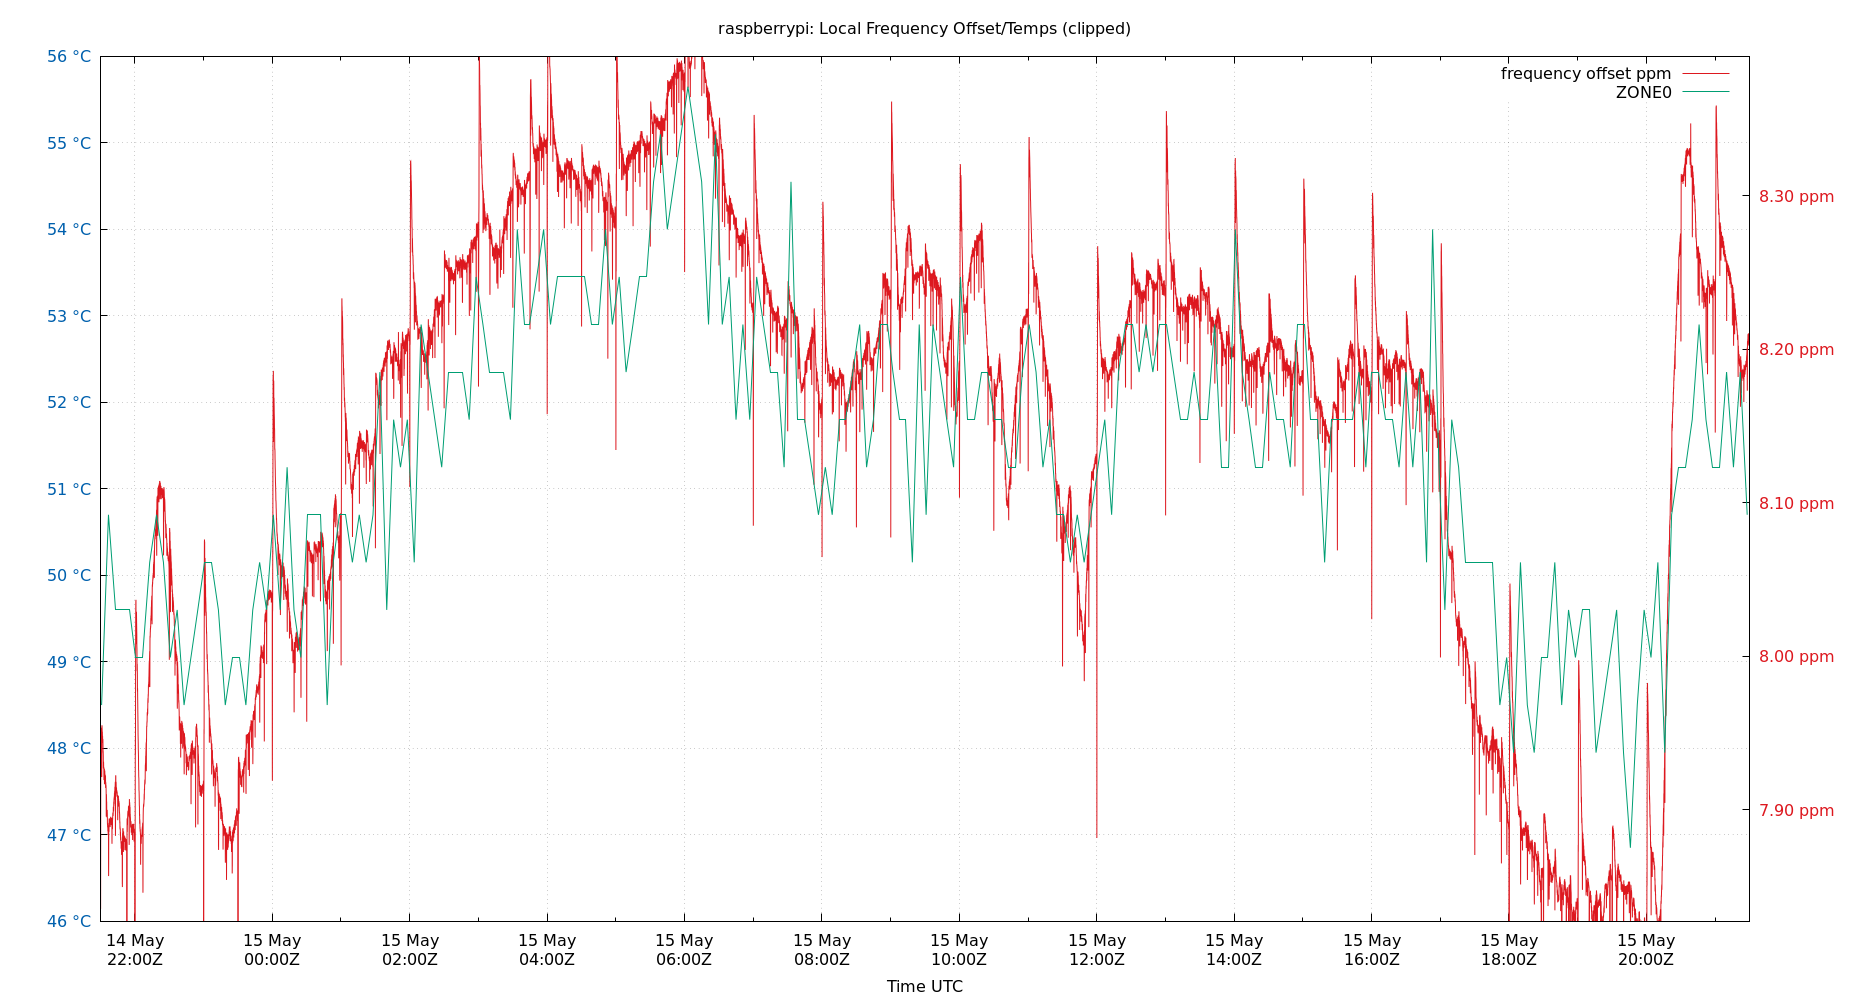 raspberrypi: Local Frequency Offset/Temps (clipped)
frequency offset ppm
ZONE0
56 °C
55 °C
54 °C
53 °C
52 °C
51 °C
50 °C
49 °C
48 °C
47 °C
46 °C
8.30 ppm
8.20 ppm
8.10 ppm
8.00 ppm
7.90 ppm
14 May 15 May 15 May 15 May 15 May 15 May 15 May 15 May 15 May 15 May 15 May 15 May
22:00Z 00:00Z 02:00Z 04:00Z 06:00Z 08:00Z 10:00Z 12:00Z 14:00Z 16:00Z 18:00Z 20:00Z
Time UTC